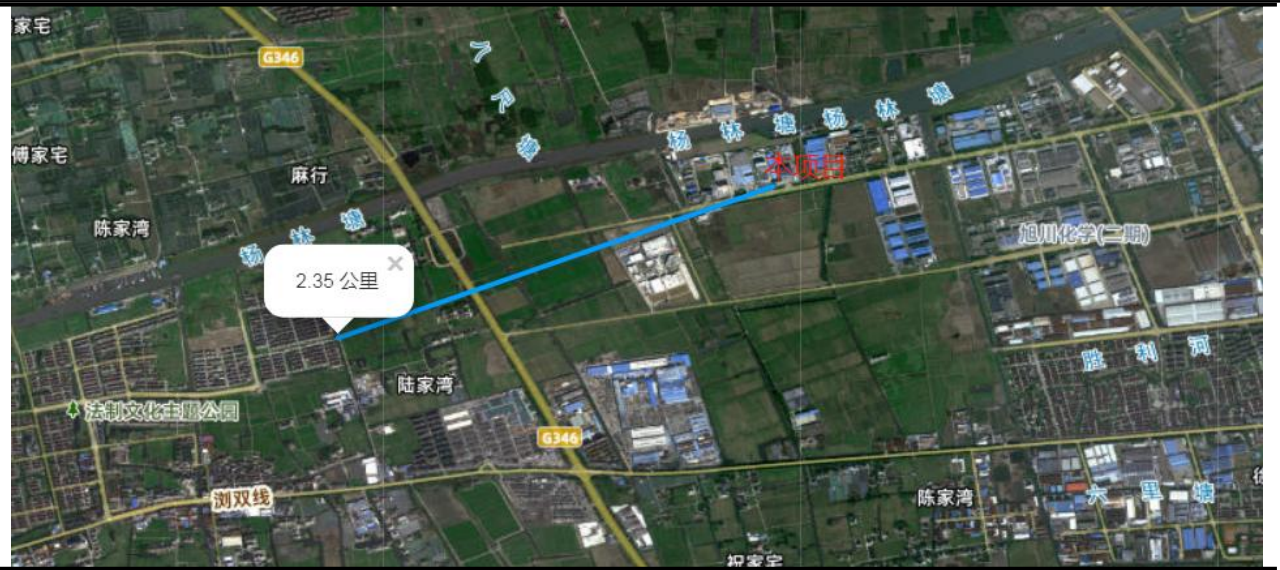 家宅
G346
八
尺
傅家宅
麻行
杨 林 塘 杨 林 塘
本项目
陈家湾
杨 林 塘
旭川化学(二期)
2.35 公里
胜 利 河
陆家湾
法制文化主题公园
G346
浏双线
陈家湾
六 里 塘
祝家宅